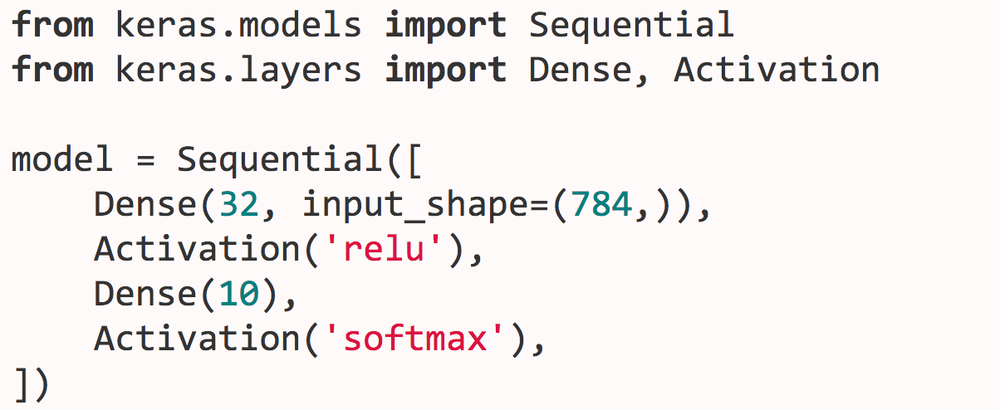 from keras.models import Sequential
from keras.layers import Dense, Activation

model = Sequential([
    Dense(32, input_shape=(784,)),
    Activation('relu'),
    Dense(10),
    Activation('softmax'),
])